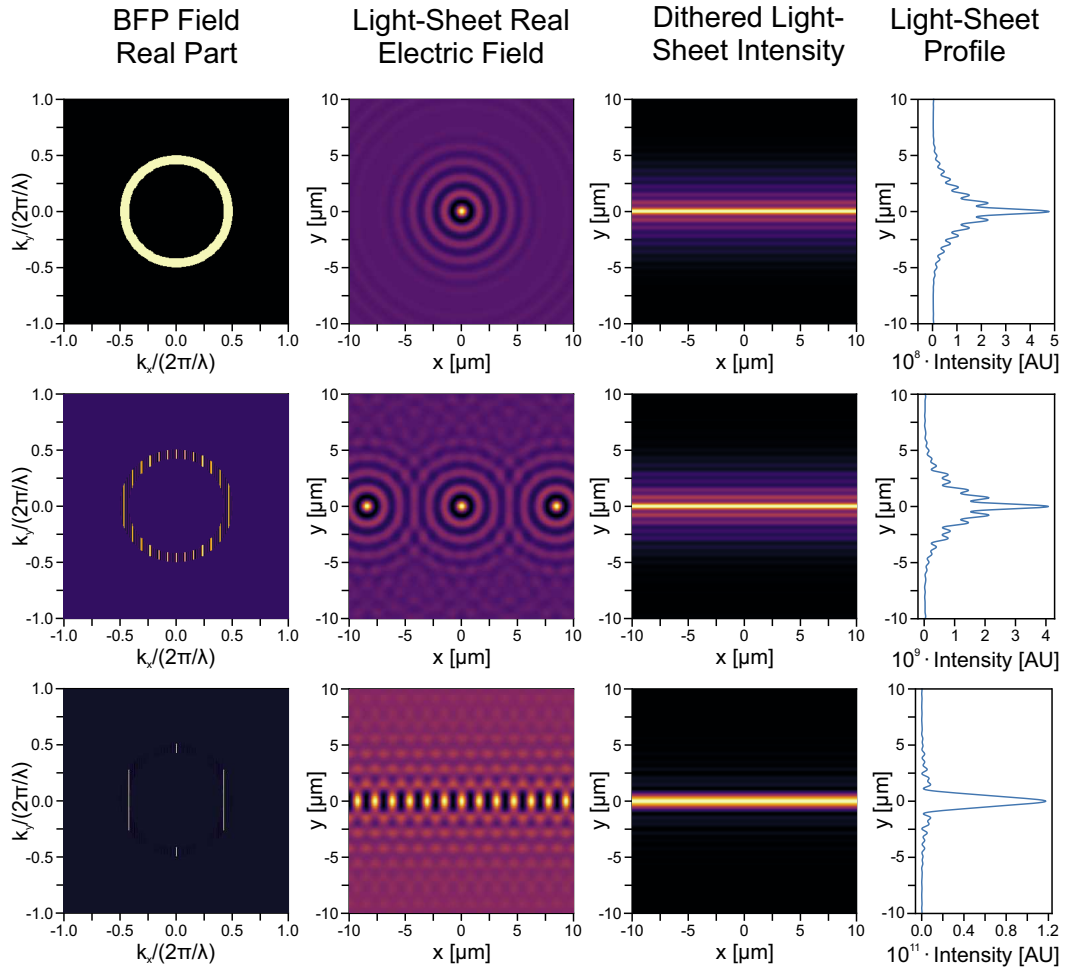 BFP Field
Real Part
Light-Sheet Real
Electric Field
Dithered Light-
Sheet Intensity
Light-Sheet
Profile
1.0
0.5
0.0
-0.5
-1.0
k_y/(2π/λ)
-1.0 -0.5 0.0 0.5 1.0
k_x/(2π/λ)
10
5
0
-5
-10
y [µm]
-10 -5 0 5 10
x [µm]
10
5
0
-5
-10
y [µm]
-10 -5 0 5 10
x [µm]
10
5
0
-5
-10
y [µm]
0 1 2 3 4 5
10⁸ · Intensity [AU]
1.0
0.5
0.0
-0.5
-1.0
k_y/(2π/λ)
-1.0 -0.5 0.0 0.5 1.0
k_x/(2π/λ)
10
5
0
-5
-10
y [µm]
-10 -5 0 5 10
x [µm]
10
5
0
-5
-10
y [µm]
-10 -5 0 5 10
x [µm]
10
5
0
-5
-10
y [µm]
0 1 2 3 4
10⁹ · Intensity [AU]
1.0
0.5
0.0
-0.5
-1.0
k_y/(2π/λ)
-1.0 -0.5 0.0 0.5 1.0
k_x/(2π/λ)
10
5
0
-5
-10
y [µm]
-10 -5 0 5 10
x [µm]
10
5
0
-5
-10
y [µm]
-10 -5 0 5 10
x [µm]
10
5
0
-5
-10
y [µm]
0.0 0.4 0.8 1.2
10¹¹ · Intensity [AU]